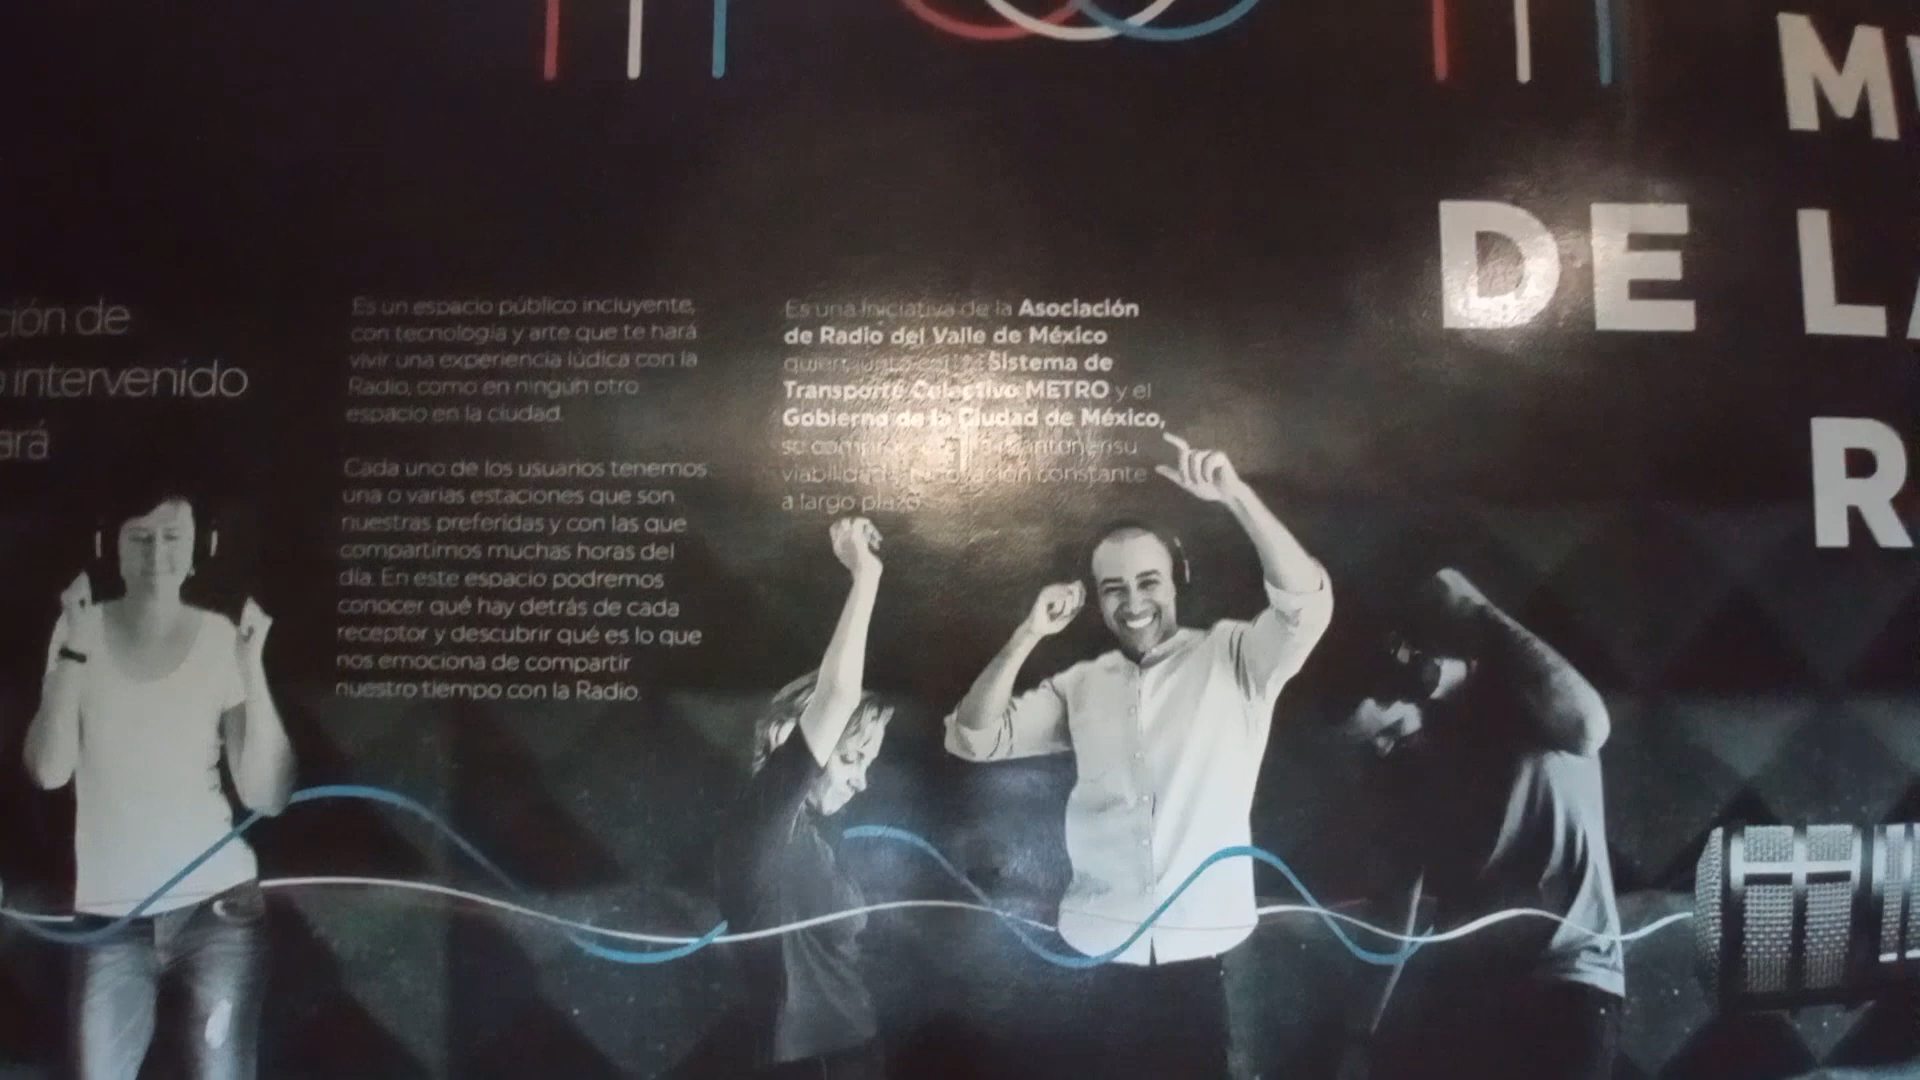 ción de
intervenido
ará
Es un espacio público incluyente,
con tecnología y arte que te hará
vivir una experiencia lúdica con la
Radio, como en ningún otro
espacio en la ciudad.
Cada uno de los usuarios tenemos
una o varias estaciones que son
nuestras preferidas y con las que
compartimos muchas horas del
día. En este espacio podremos
conocer qué hay detrás de cada
receptor y descubrir qué es lo que
nos emociona de compartir
nuestro tiempo con la Radio.
Es una iniciativa de la Asociación
de Radio del Valle de México
Sistema de
Transporte Colectivo METRO y el
Gobierno de la Ciudad de México,
su
constante
a largo plazo
M
DE LA
R